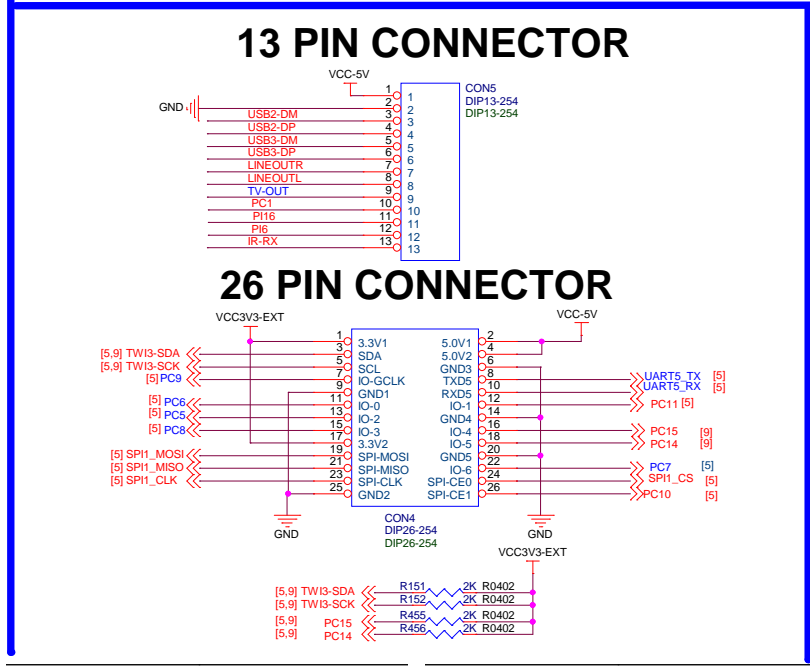 13 PIN CONNECTOR
VCC-5V
CON5
DIP13-254
DIP13-254
1 1
GND 2 2
USB2-DM 3 3
USB2-DP 4 4
USB3-DM 5 5
USB3-DP 6 6
LINEOUTR 7 7
LINEOUTL 8 8
TV-OUT 9 9
PC1 10 10
PI16 11 11
PI6 12 12
IR-RX 13 13
26 PIN CONNECTOR
VCC3V3-EXT VCC-5V
1 3.3V1 5.0V1 2
[5,9] TWI3-SDA 3 SDA 5.0V2 4
[5,9] TWI3-SCK 5 SCL GND3 6
[5] PC9 7 IO-GCLK TXD5 8 UART5_TX [5]
9 GND1 RXD5 10 UART5_RX [5]
[5] PC6 11 IO-0 IO-1 12 PC11 [5]
[5] PC5 13 IO-2 GND4 14
[5] PC8 15 IO-3 IO-4 16 PC15 [9]
17 3.3V2 IO-5 18 PC14 [9]
[5] SPI1_MOSI 19 SPI-MOSI GND5 20
[5] SPI1_MISO 21 SPI-MISO IO-6 22 PC7 [5]
[5] SPI1_CLK 23 SPI-CLK SPI-CE0 24 SPI1_CS [5]
25 GND2 SPI-CE1 26 PC10 [5]
GND GND
CON4
DIP26-254
DIP26-254
VCC3V3-EXT
[5,9] TWI3-SDA R151 2K R0402
[5,9] TWI3-SCK R152 2K R0402
[5,9] PC15 R455 2K R0402
[5,9] PC14 R456 2K R0402